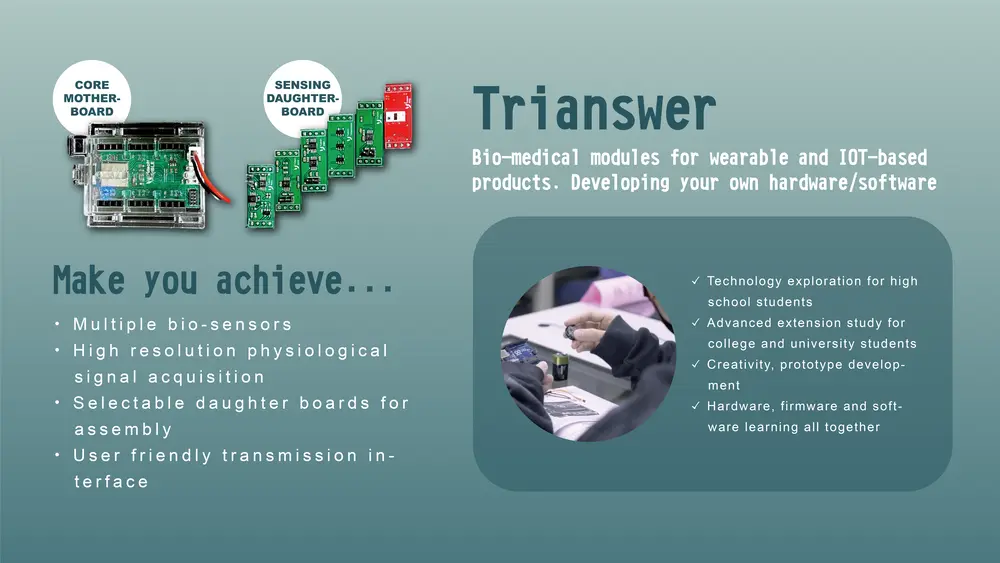 CORE
MOTHER-
BOARD
SENSING
DAUGHTER-
BOARD
Trianswer
Bio-medical modules for wearable and IOT-based
products. Developing your own hardware/software
Make you achieve...
• Multiple bio-sensors
• High resolution physiological
signal acquisition
• Selectable daughter boards for
assembly
• User friendly transmission in-
terface
✓ Technology exploration for high
school students
✓ Advanced extension study for
college and university students
✓ Creativity, prototype develop-
ment
✓ Hardware, firmware and soft-
ware learning all together